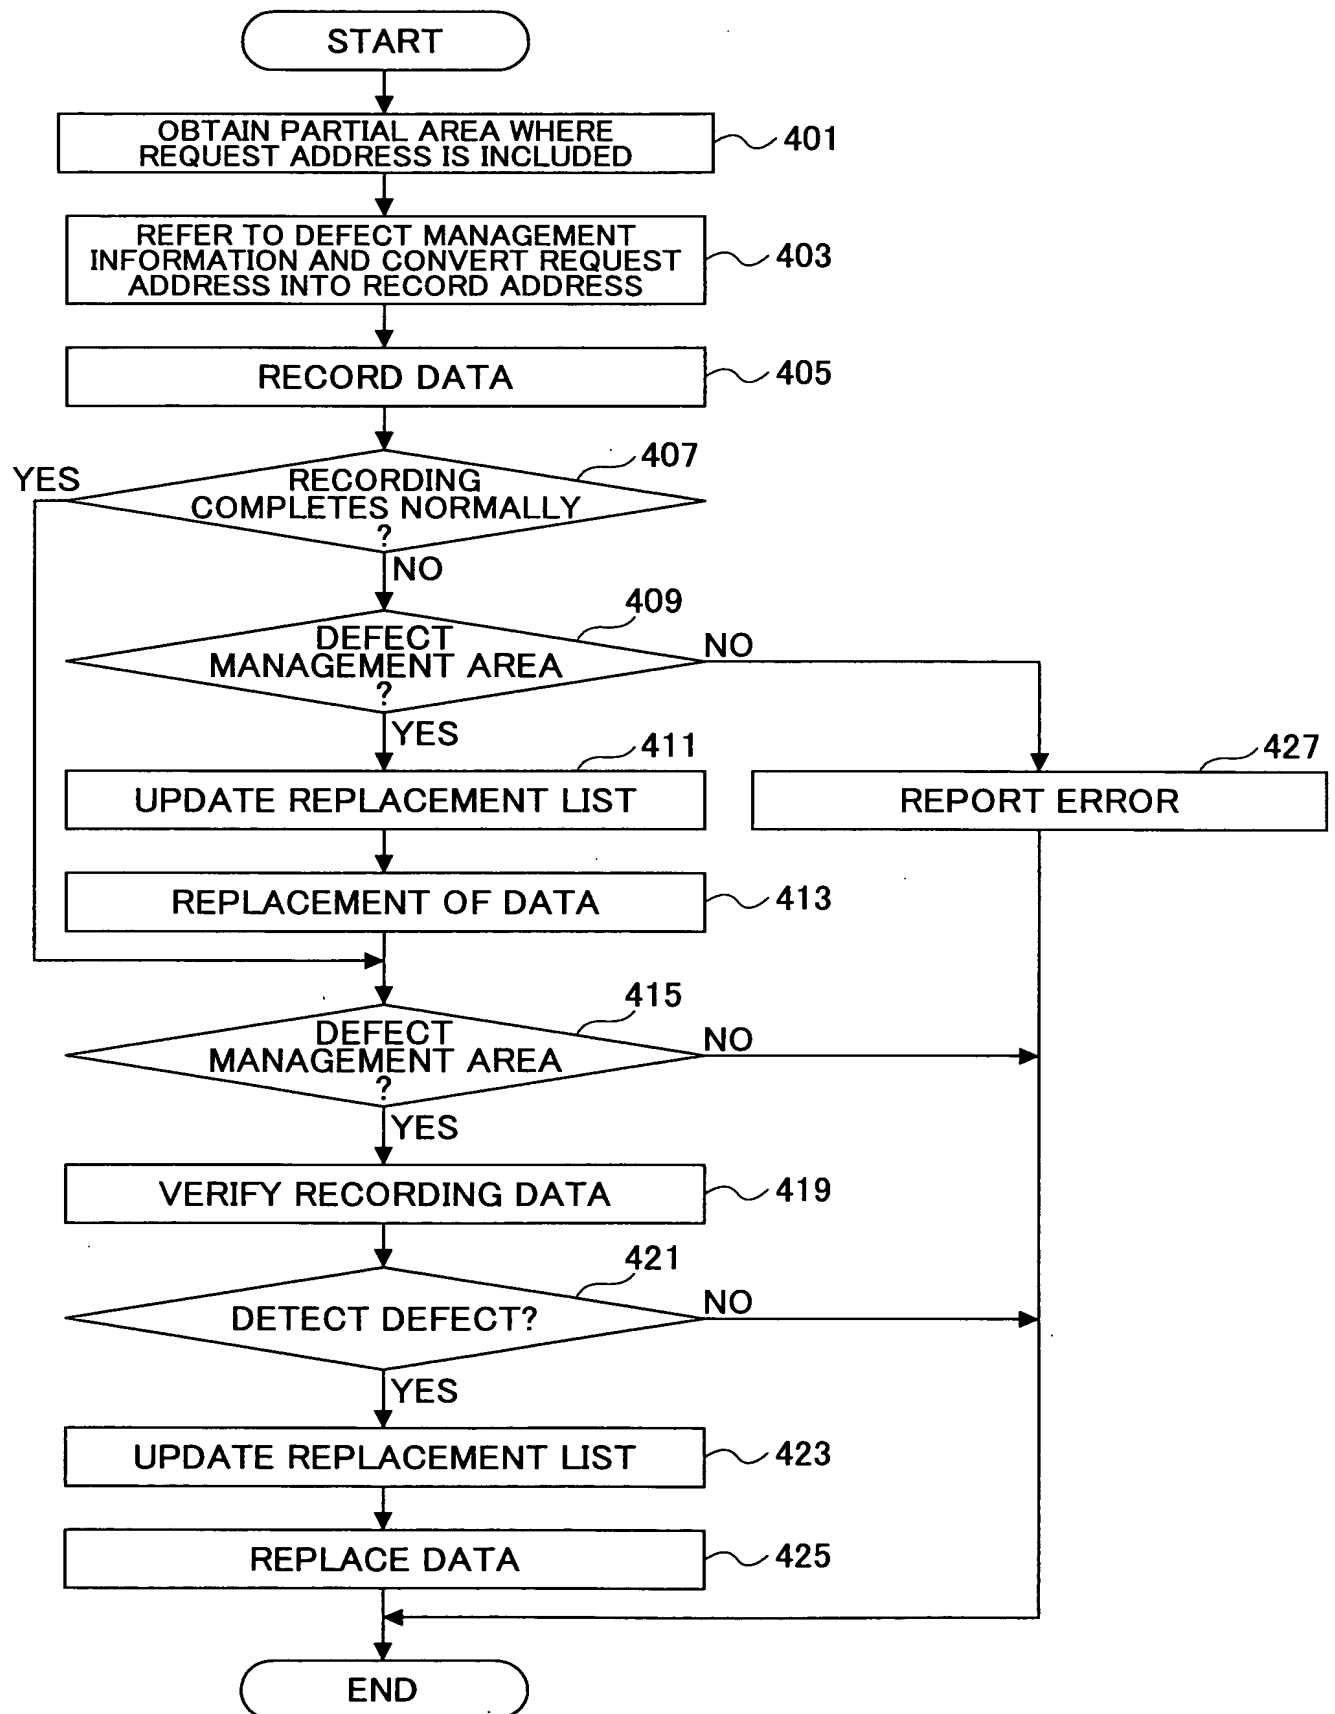 START
OBTAIN PARTIAL AREA WHERE
REQUEST ADDRESS IS INCLUDED
401
REFER TO DEFECT MANAGEMENT
INFORMATION AND CONVERT REQUEST
ADDRESS INTO RECORD ADDRESS
403
RECORD DATA
405
407
YES
RECORDING
COMPLETES NORMALLY
?
NO
409
DEFECT
MANAGEMENT AREA
?
NO
YES
411
UPDATE REPLACEMENT LIST
427
REPORT ERROR
REPLACEMENT OF DATA
413
415
DEFECT
MANAGEMENT AREA
?
NO
YES
VERIFY RECORDING DATA
419
421
DETECT DEFECT?
NO
YES
UPDATE REPLACEMENT LIST
423
REPLACE DATA
425
END